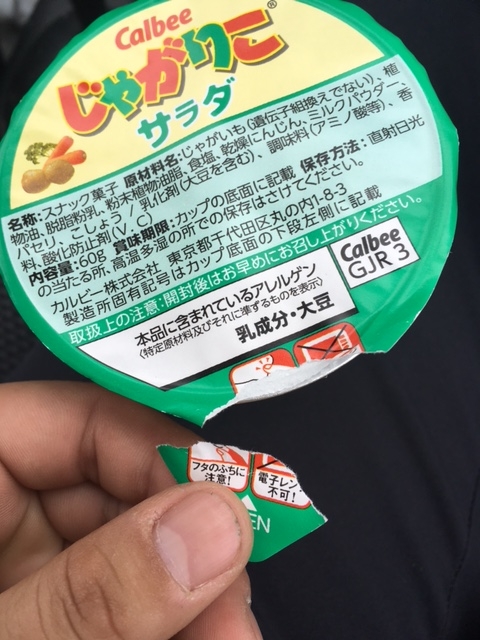 Calbee
じゃがりこ®
サラダ
名称:スナック菓子 原材料名:じゃがいも(遺伝子組換えでない)、植
物油、脱脂粉乳、粉末植物油脂、食塩、乾燥にんじん、ミルクパウダー、
パセリ、こしょう/乳化剤(大豆を含む)、調味料(アミノ酸等)、香
料、酸化防止剤(V.C)
内容量:60g 賞味期限:カップの底面に記載 保存方法:直射日光
の当たる所、高温多湿の所での保存はさけてください。
カルビー株式会社 東京都千代田区丸の内1-8-3
製造所固有記号はカップ底面の下段左側に記載
取扱上の注意:開封後はお早めにお召し上がりください。
Calbee
GJR 3
本品に含まれているアレルゲン
(特定原材料及びそれに準ずるものを表示)
乳成分・大豆
フタのふちに
注意!
電子レン
不可!
EN